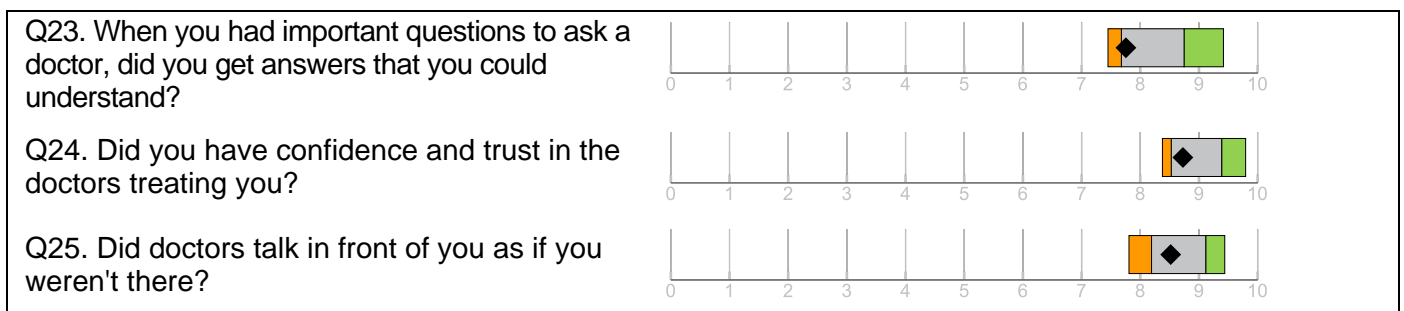 Q23. When you had important questions to ask a
doctor, did you get answers that you could
understand?
0 1 2 3 4 5 6 7 8 9 10
Q24. Did you have confidence and trust in the
doctors treating you?
0 1 2 3 4 5 6 7 8 9 10
Q25. Did doctors talk in front of you as if you
weren't there?
0 1 2 3 4 5 6 7 8 9 10